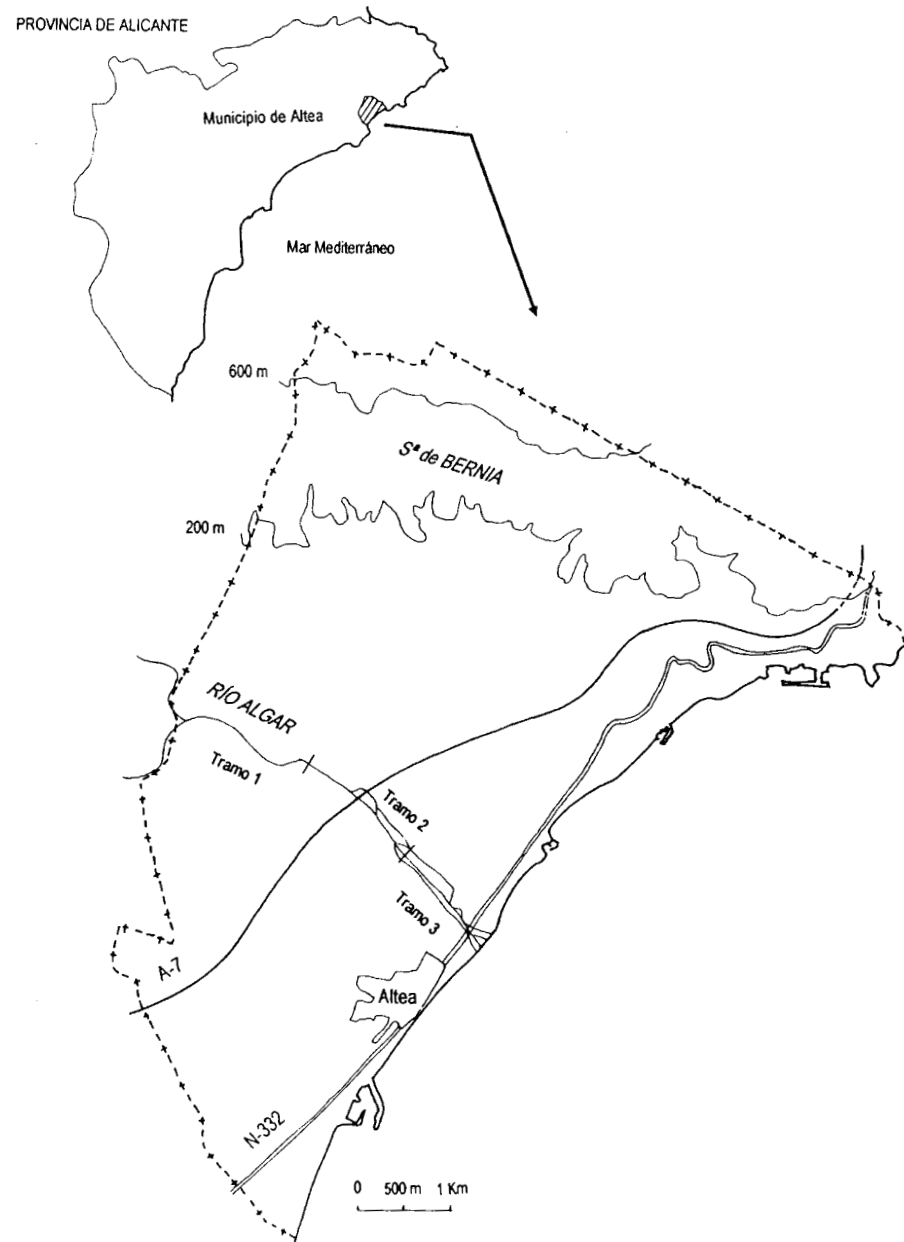 PROVINCIA DE ALICANTE
Municipio de Altea
Mar Mediterráneo
600 m
Sª de BERNIA
200 m
RÍO ALGAR
Tramo 1
Tramo 2
Tramo 3
A-7
Altea
N-332
0 500 m 1 Km